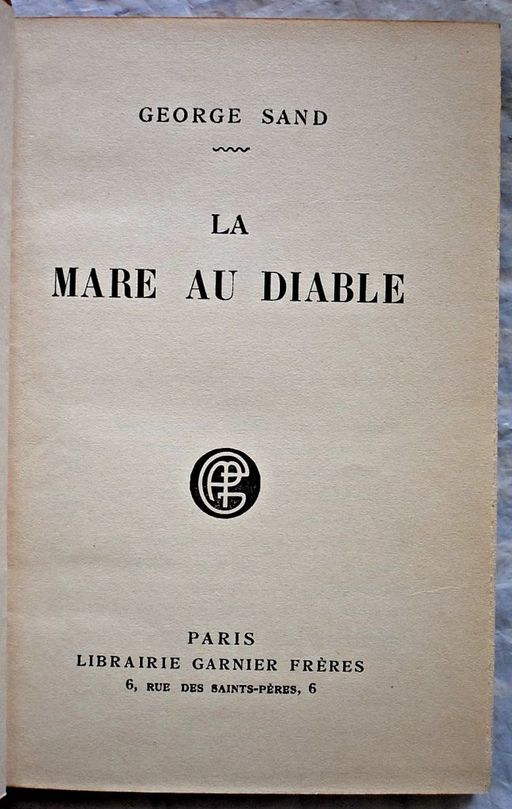 GEORGE SAND
LA
MARE AU DIABLE
PARIS
LIBRAIRIE GARNIER FRÈRES
6, RUE DES SAINTS-PÈRES, 6